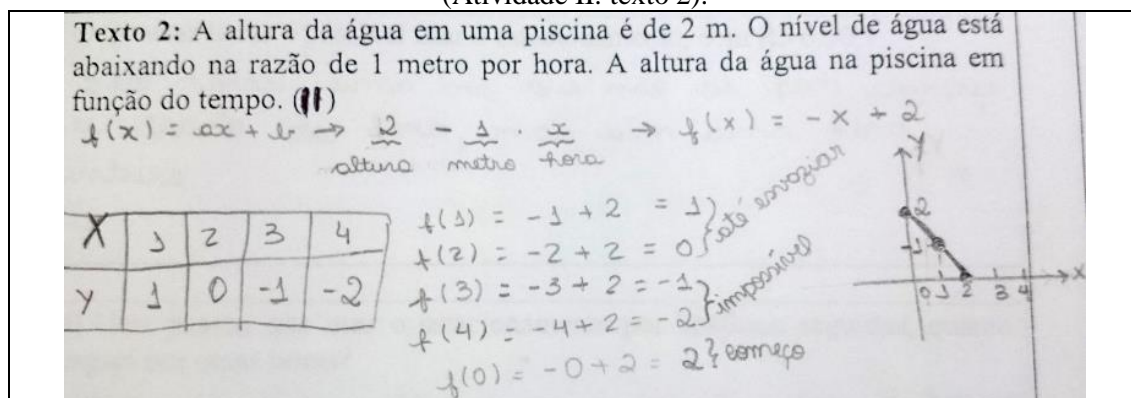 (Atividade II: texto 2).
Texto 2: A altura da água em uma piscina é de 2 m. O nível de água está
abaixando na razão de 1 metro por hora. A altura da água na piscina em
função do tempo. (11)
f(x) = ax + b → 2 - 1 . x → f(x) = -x + 2
altura metro hora
X 1 2 3 4
Y 1 0 -1 -2
f(1) = -1 + 2 = 1
f(2) = -2 + 2 = 0 } até esvaziar
f(3) = -3 + 2 = -1
f(4) = -4 + 2 = -2 } impossível
f(0) = -0 + 2 = 2 } começo
Y
2
1
0 1 2 3 4 X